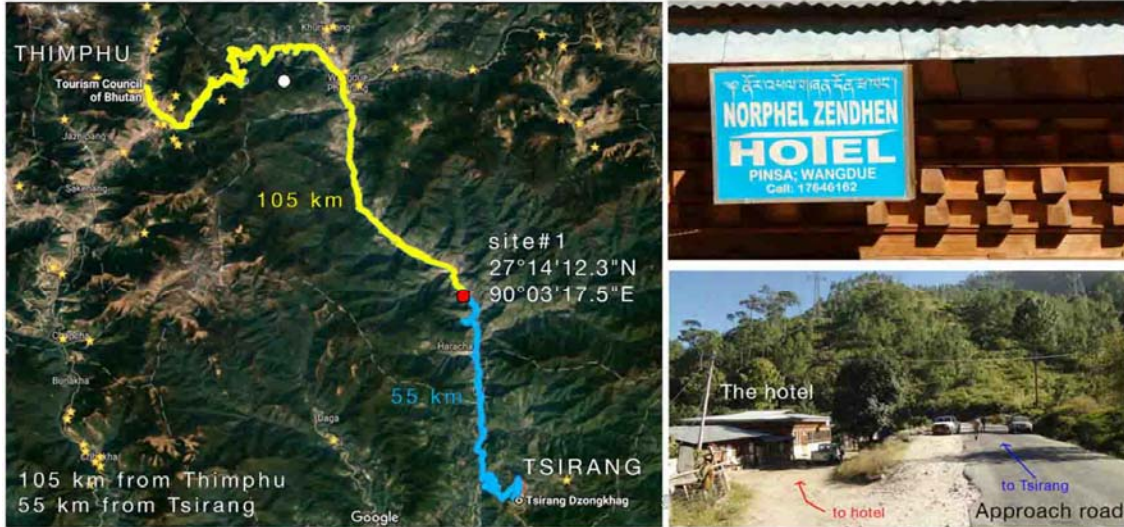 THIMPHU
Tourism Council
of Bhutan
Wangdue
Bunakha
105 km
site#1
27°14'12.3"N
90°03'17.5"E
55 km
TSIRANG
Tsirang Dzongkhag
105 km from Thimphu
55 km from Tsirang
Google
NORPHEL ZENDHEN
HOTEL
PINSA; WANGDUE
Call: 17646162
The hotel
to Tsirang
to hotel
Approach road